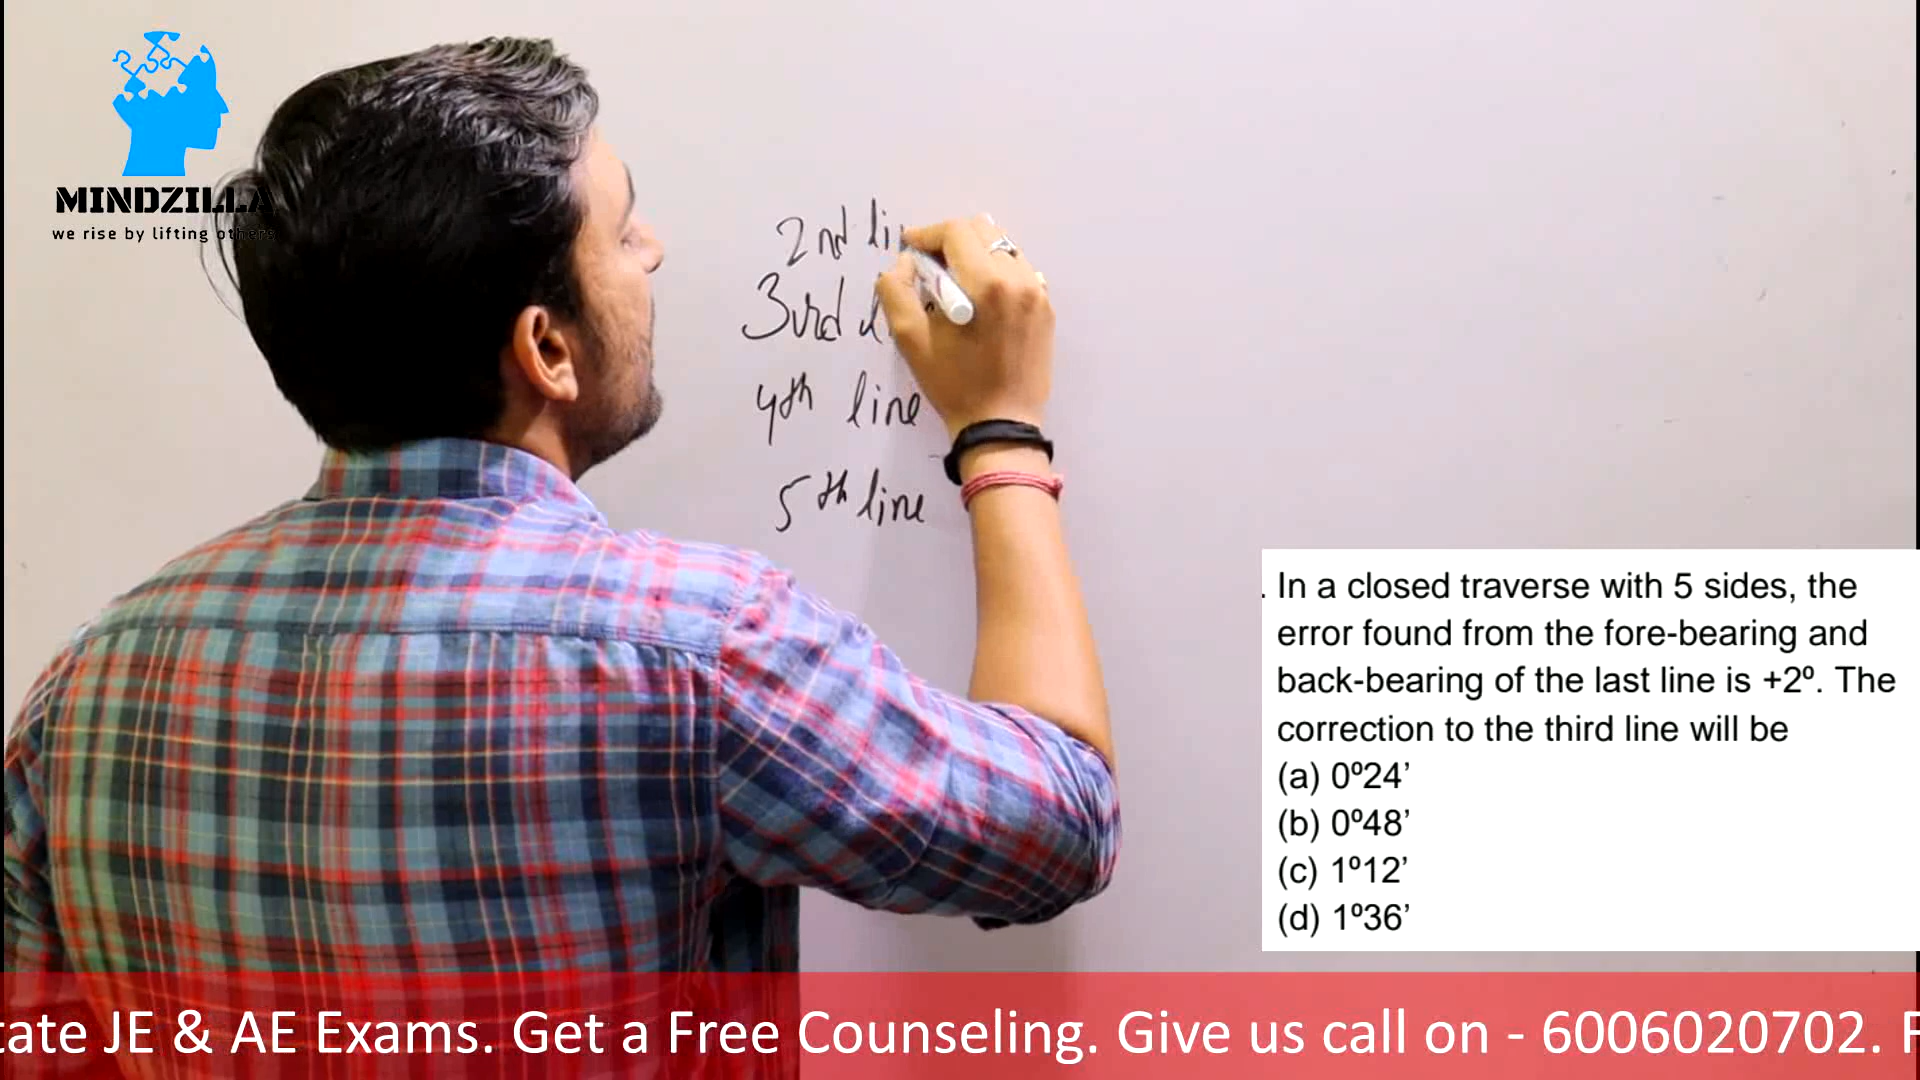 MINDZILLA
we rise by lifting others
2nd
3rd
4th line
5th line
. In a closed traverse with 5 sides, the
error found from the fore-bearing and
back-bearing of the last line is +2º. The
correction to the third line will be
(a) 0º24’
(b) 0º48’
(c) 1º12’
(d) 1º36’
JE & AE Exams. Get a Free Counseling. Give us call on - 6006020702.